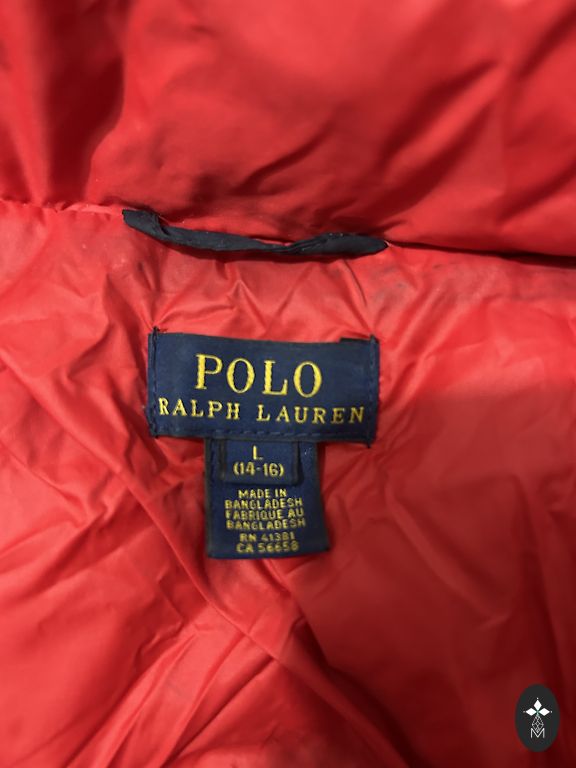 POLO
RALPH LAUREN
L
(14-16)
MADE IN
BANGLADESH
FABRIQUE AU
BANGLADESH
RN 41381
CA 56658
M